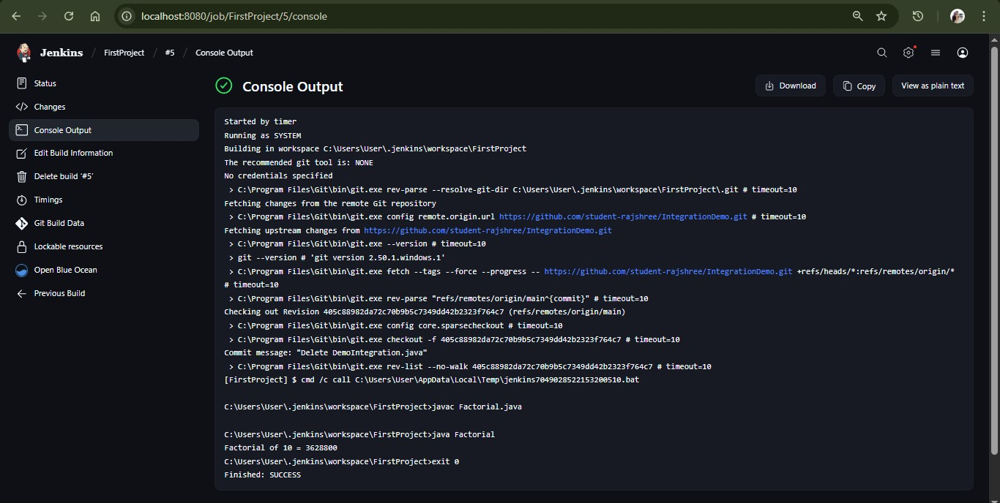 localhost:8080/job/FirstProject/5/console
Jenkins / FirstProject / #5 / Console Output
Status
Changes
Console Output
Edit Build Information
Delete build ‘#5’
Timings
Git Build Data
Lockable resources
Open Blue Ocean
Previous Build
Console Output
Download
Copy
View as plain text
Started by timer
Running as SYSTEM
Building in workspace C:\Users\User\.jenkins\workspace\FirstProject
The recommended git tool is: NONE
No credentials specified
> C:\Program Files\Git\bin\git.exe rev-parse --resolve-git-dir C:\Users\User\.jenkins\workspace\FirstProject\.git # timeout=10
Fetching changes from the remote Git repository
> C:\Program Files\Git\bin\git.exe config remote.origin.url https://github.com/student-rajshree/IntegrationDemo.git # timeout=10
Fetching upstream changes from https://github.com/student-rajshree/IntegrationDemo.git
> C:\Program Files\Git\bin\git.exe --version # timeout=10
> git --version # 'git version 2.50.1.windows.1'
> C:\Program Files\Git\bin\git.exe fetch --tags --force --progress -- https://github.com/student-rajshree/IntegrationDemo.git +refs/heads/*:refs/remotes/origin/*
# timeout=10
> C:\Program Files\Git\bin\git.exe rev-parse "refs/remotes/origin/main^{commit}" # timeout=10
Checking out Revision 405c88982da72c70b9b5c7349dd42b2323f764c7 (refs/remotes/origin/main)
> C:\Program Files\Git\bin\git.exe config core.sparsecheckout # timeout=10
> C:\Program Files\Git\bin\git.exe checkout -f 405c88982da72c70b9b5c7349dd42b2323f764c7 # timeout=10
Commit message: "Delete DemoIntegration.java"
> C:\Program Files\Git\bin\git.exe rev-list --no-walk 405c88982da72c70b9b5c7349dd42b2323f764c7 # timeout=10
[FirstProject] $ cmd /c call C:\Users\User\AppData\Local\Temp\jenkins7049028522153200510.bat
C:\Users\User\.jenkins\workspace\FirstProject>javac Factorial.java
C:\Users\User\.jenkins\workspace\FirstProject>java Factorial
Factorial of 10 = 3628800
C:\Users\User\.jenkins\workspace\FirstProject>exit 0
Finished: SUCCESS